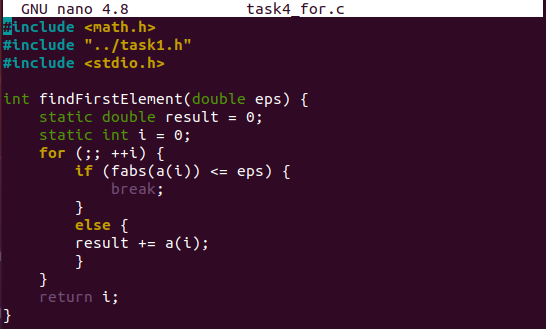 GNU nano 4.8 task4_for.c
#include <math.h>
#include "../task1.h"
#include <stdio.h>

int findFirstElement(double eps) {
    static double result = 0;
    static int i = 0;
    for (;; ++i) {
        if (fabs(a(i)) <= eps) {
            break;
        }
        else {
        result += a(i);
        }
    }
    return i;
}